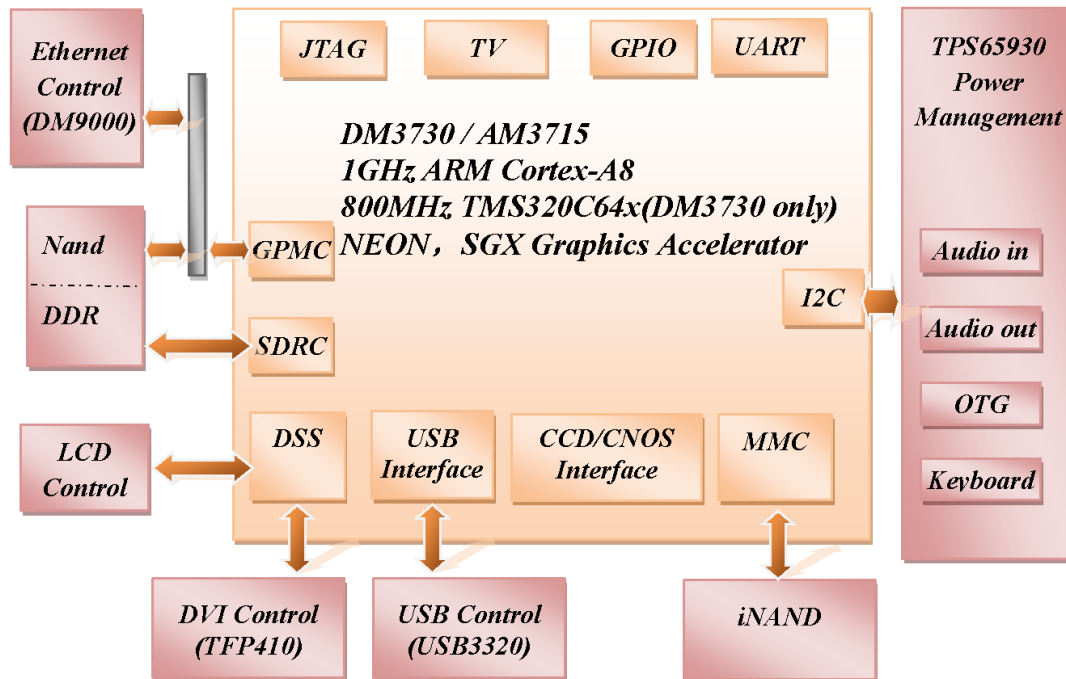 Ethernet
Control
(DM9000)
JTAG
TV
GPIO
UART
TPS65930
Power
Management
DM3730 / AM3715
1GHz ARM Cortex-A8
800MHz TMS320C64x(DM3730 only)
NEON，SGX Graphics Accelerator
Nand
DDR
GPMC
SDRC
I2C
Audio in
Audio out
OTG
Keyboard
LCD
Control
DSS
USB
Interface
CCD/CNOS
Interface
MMC
DVI Control
(TFP410)
USB Control
(USB3320)
iNAND